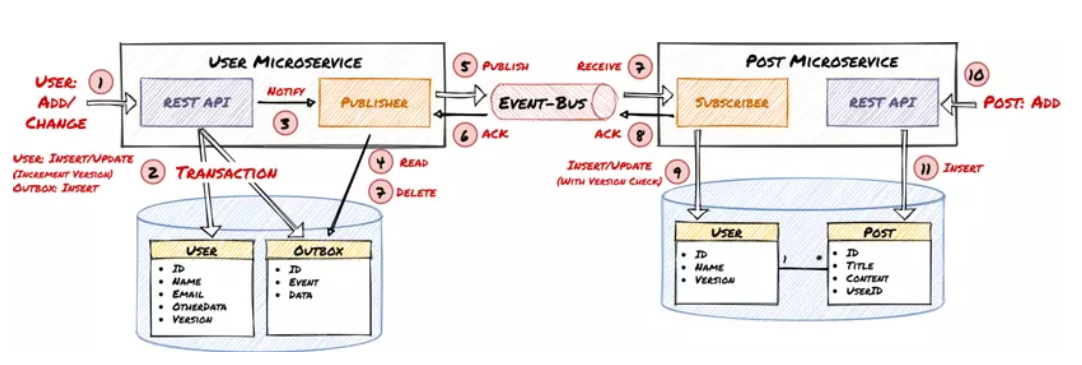 User Microservice
Post Microservice
1
User:
Add/
Change
REST API
Notify
3
Publisher
5 Publish
Event-Bus
6 ACK
Receive 7
ACK 8
Subscriber
REST API
10
Post: Add
User: Insert/Update
(Increment Version)
Outbox: Insert
2 Transaction
4 Read
7 Delete
Insert/Update
(With Version Check)
9
11 Insert
User
• ID
• Name
• Email
• OtherData
• Version
Outbox
• ID
• Event
• Data
User
• ID
• Name
• Version
1 *
Post
• ID
• Title
• Content
• UserID